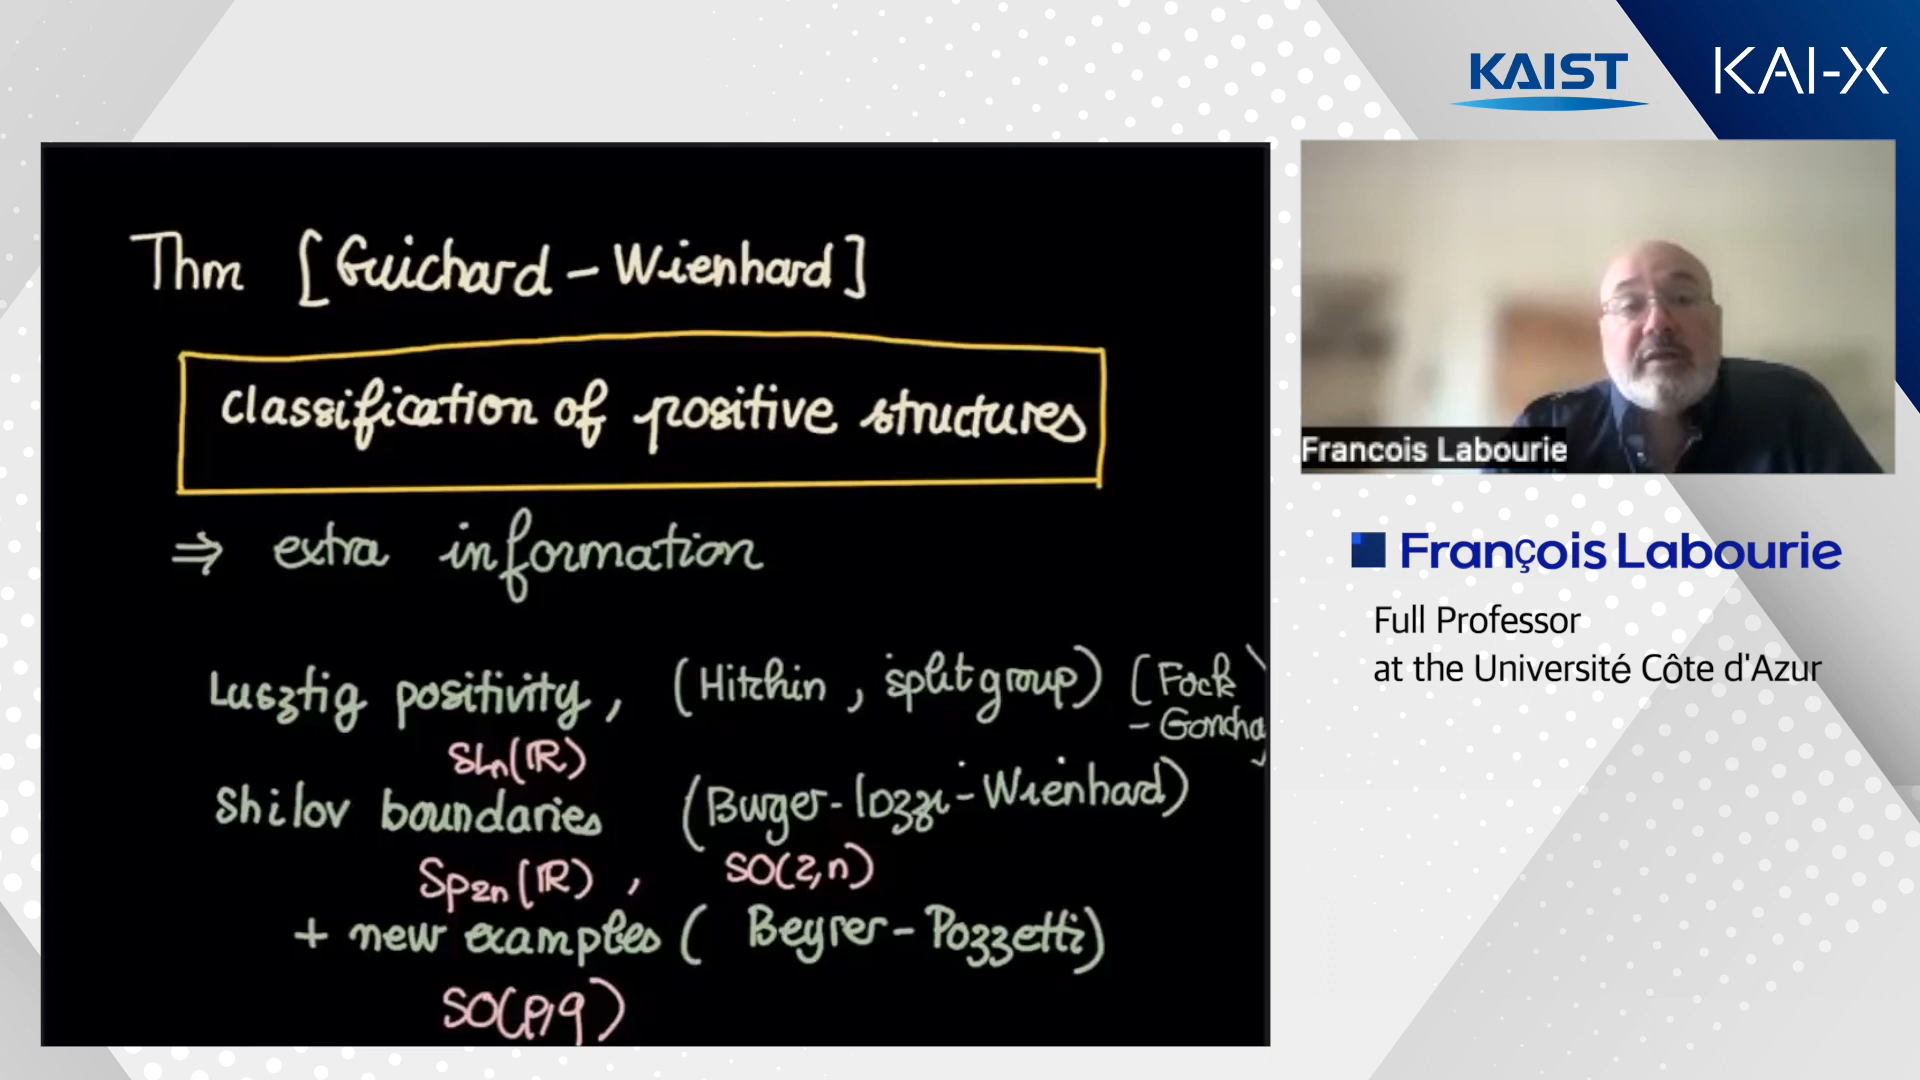 KAIST KAI-X
Thm [Guichard - Wienhard]
classification of positive structures
⇒ extra information
Lusztig positivity, (Hitchin, split group) (Fock
- Goncha
SLn(ℝ)
Shilov boundaries (Burger-Iozzi-Wienhard)
Sp2n(ℝ), SO(2,n)
+ new examples (Beyrer-Pozzetti)
SO(p,q)
Francois Labourie
François Labourie
Full Professor
at the Université Côte d'Azur